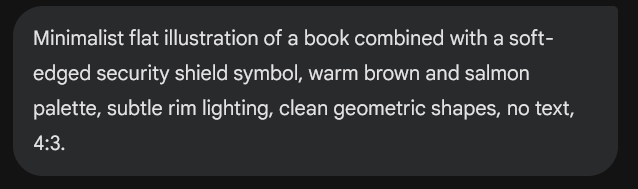 Minimalist flat illustration of a book combined with a soft-
edged security shield symbol, warm brown and salmon
palette, subtle rim lighting, clean geometric shapes, no text,
4:3.